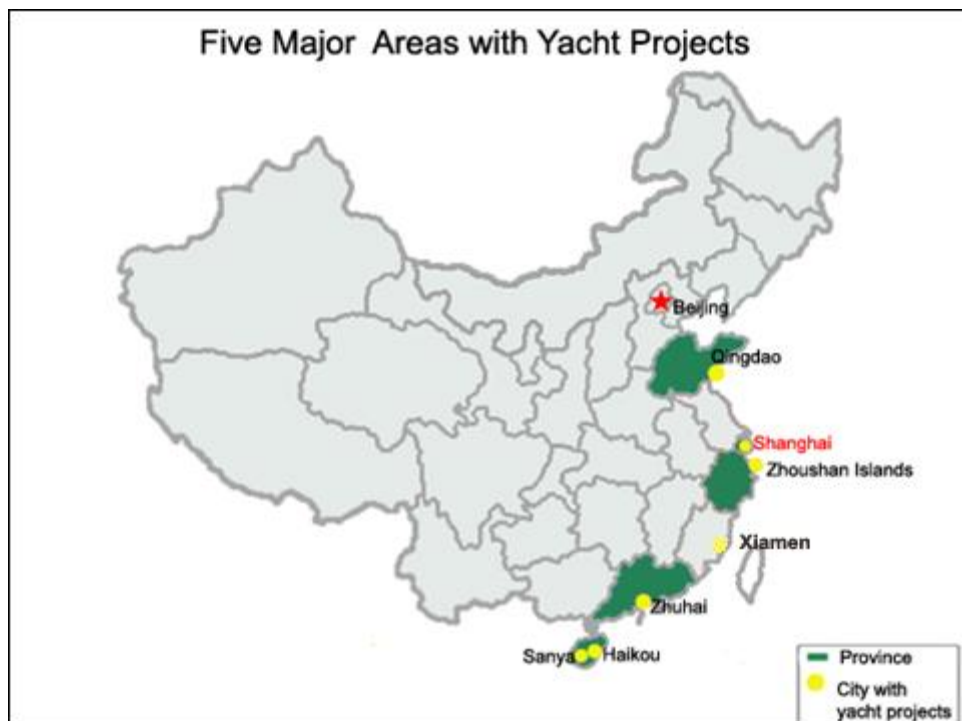 Five Major Areas with Yacht Projects
Beijing
Qingdao
Shanghai
Zhoushan Islands
Xiamen
Zhuhai
Sanya
Haikou
Province
City with
yacht projects